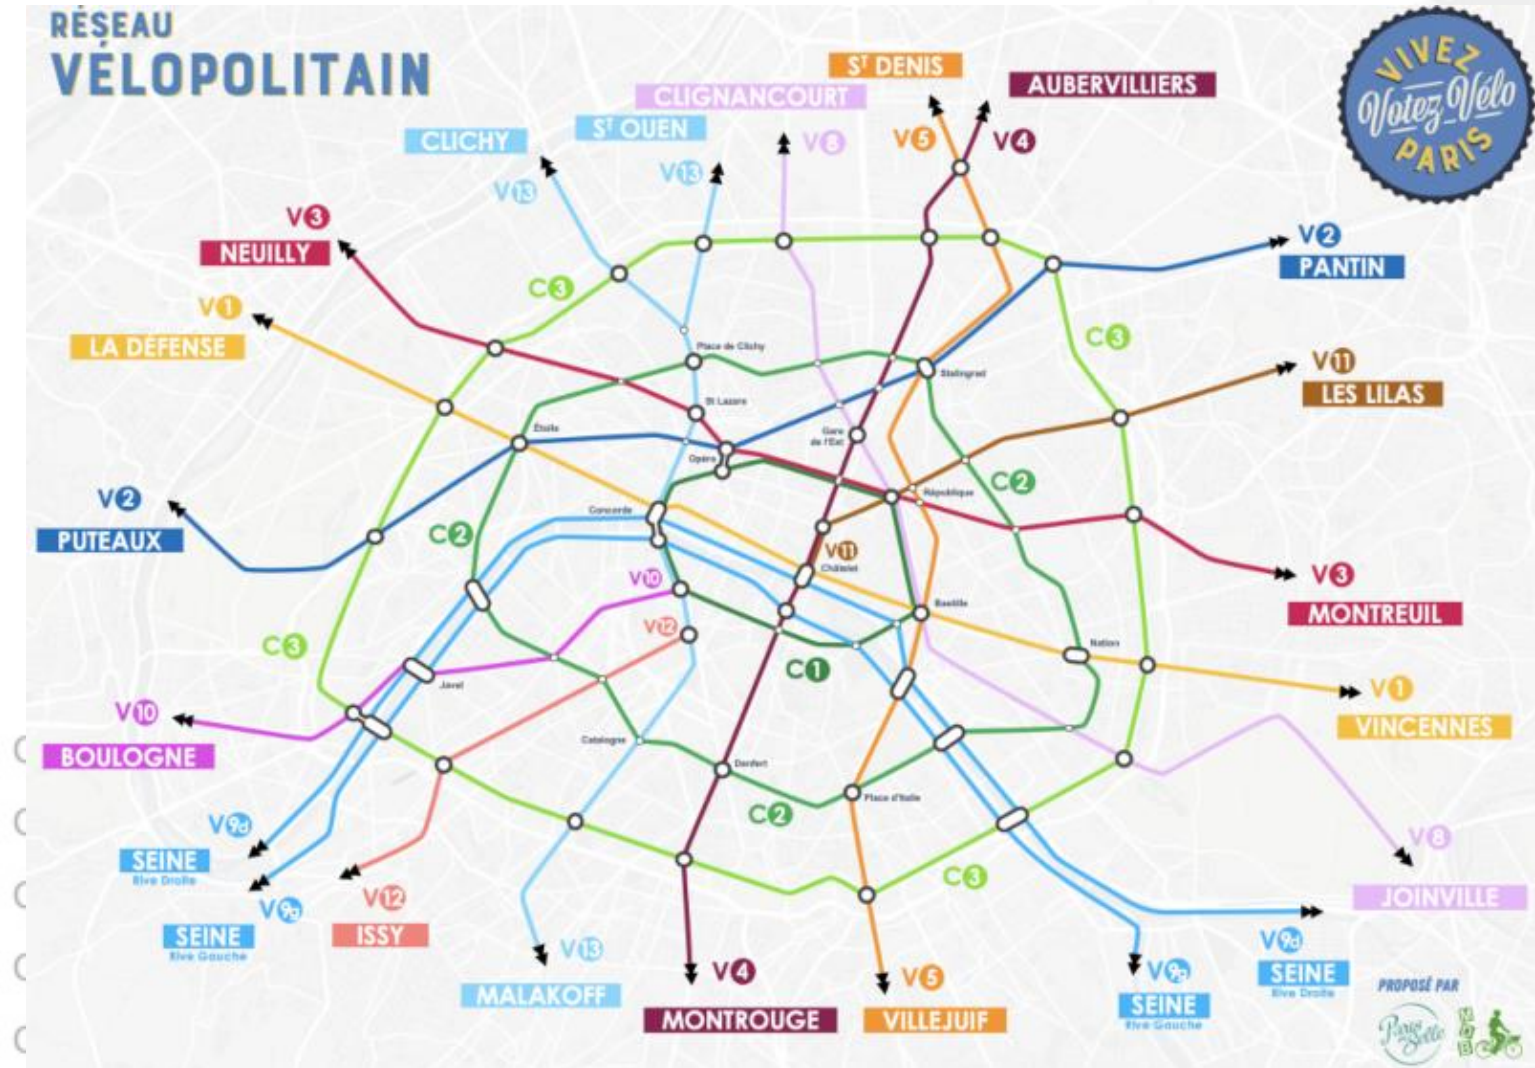 RÉSEAU
VÉLOPOLITAIN
VIVEZ
Votez Vélo
PARIS
ST DENIS
AUBERVILLIERS
CLIGNANCOURT
ST OUEN
CLICHY
V5
V4
V8
V13
V13
V3
NEUILLY
V2
PANTIN
C3
V1
LA DÉFENSE
C3
Place de Clichy
Stalingrad
V11
LES LILAS
St Lazare
Étoile
Gare
de l'Est
Opéra
C2
République
V2
PUTEAUX
Concorde
C2
V11
Châtelet
V3
MONTREUIL
V10
Bastille
V12
Nation
C3
C1
Javel
V1
VINCENNES
V10
BOULOGNE
Catalogne
Denfert
Place d'Italie
C2
V9d
SEINE
Rive Droite
V8
JOINVILLE
C3
V9g
SEINE
Rive Gauche
V12
ISSY
V13
MALAKOFF
V4
MONTROUGE
V5
VILLEJUIF
V9g
SEINE
Rive Gauche
V9d
SEINE
Rive Droite
PROPOSÉ PAR
Paris en Selle
MDB